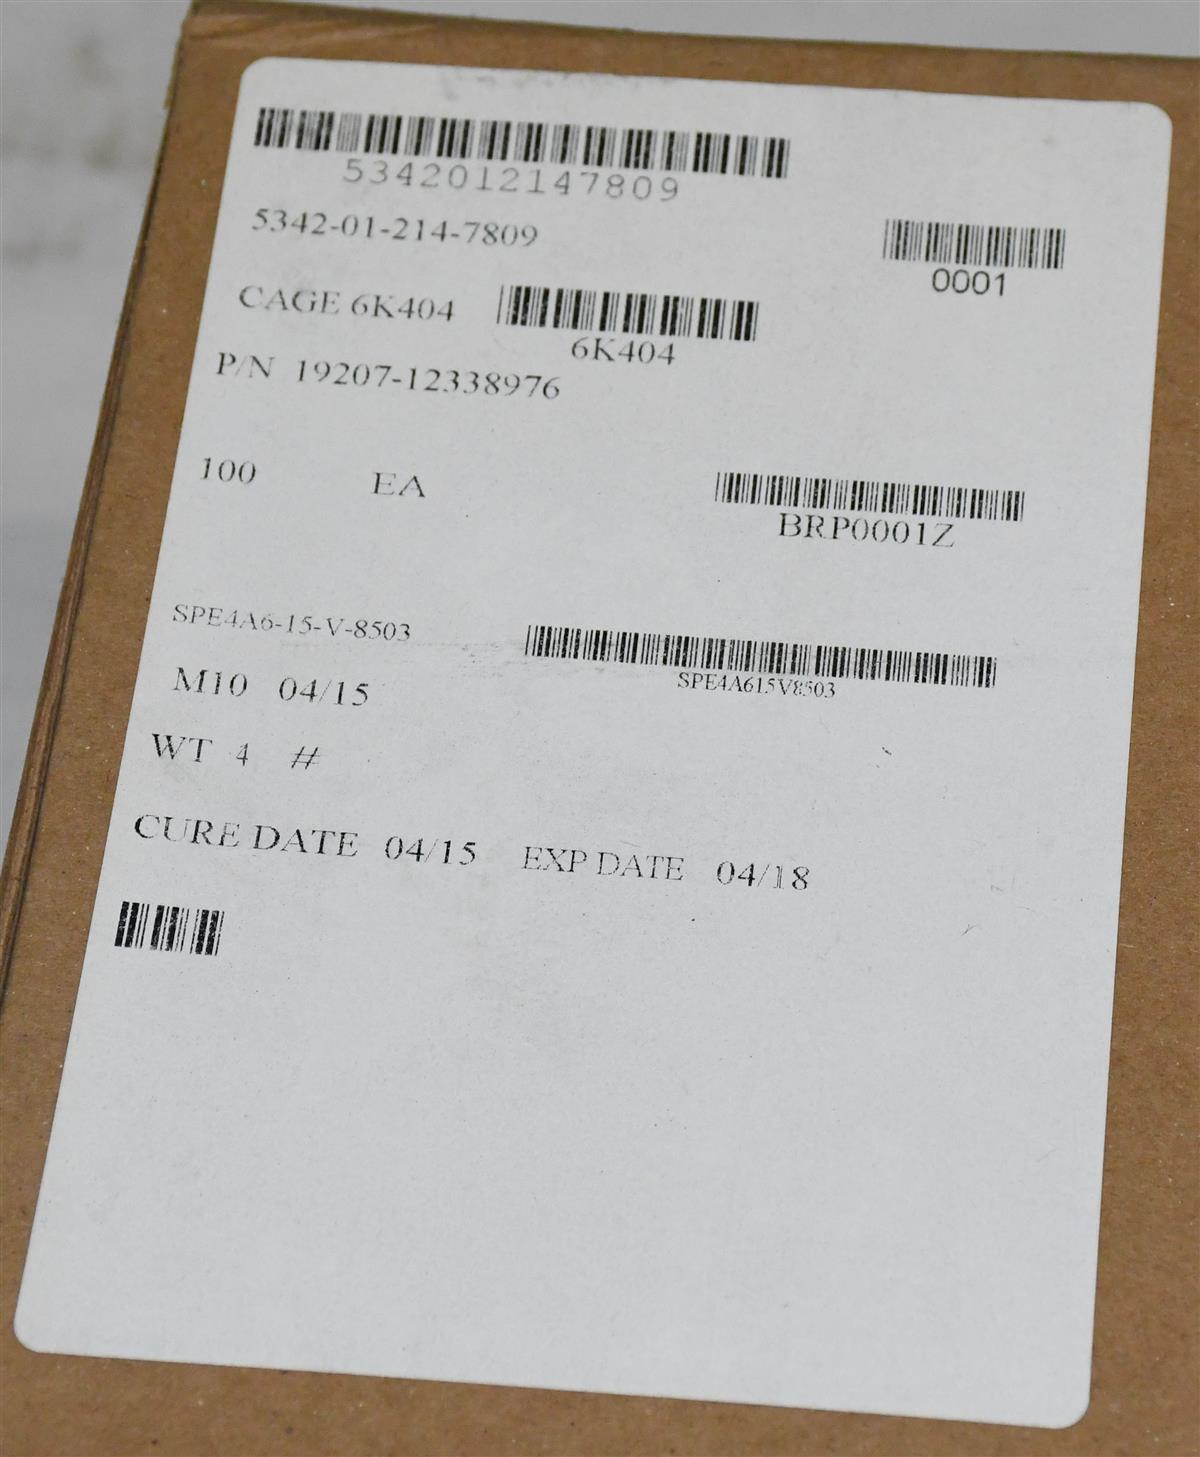 5342012147809
5342-01-214-7809
0001
CAGE 6K404
6K404
P/N 19207-12338976
100 EA
BRP0001Z
SPE4A6-15-V-8503
SPE4A615V8503
M10 04/15
WT 4 #
CURE DATE 04/15 EXP DATE 04/18